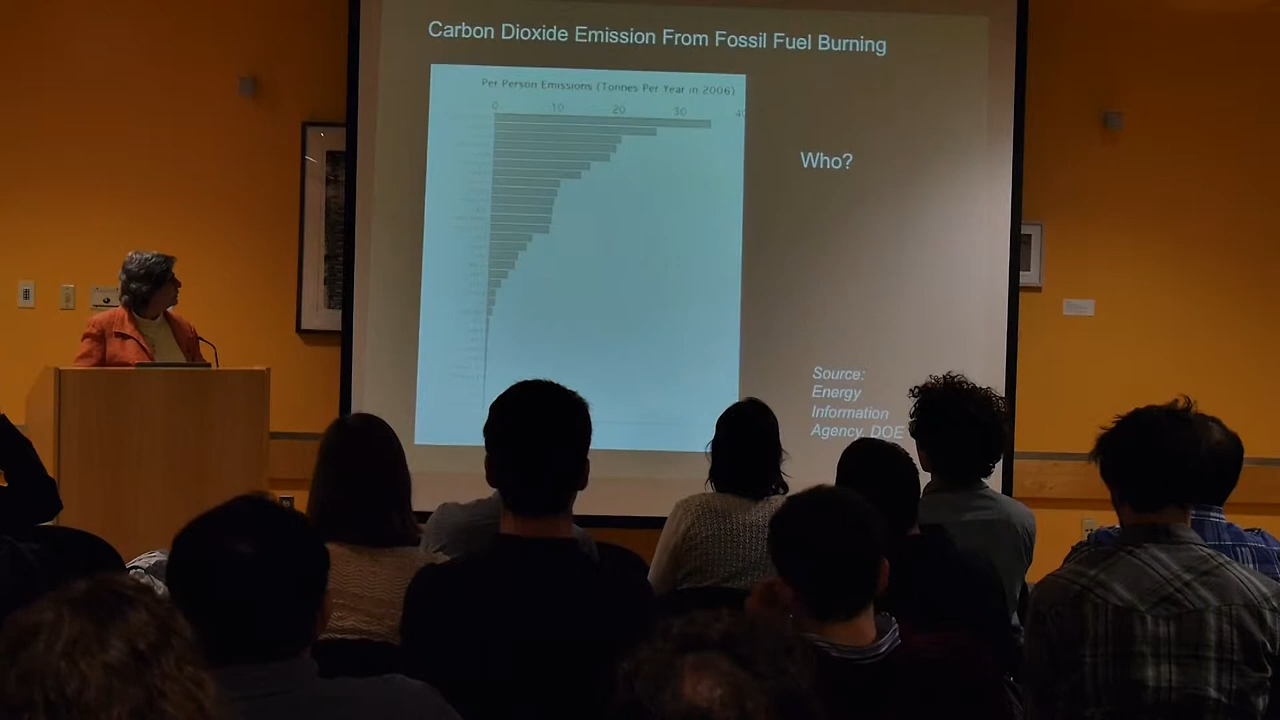 Carbon Dioxide Emission From Fossil Fuel Burning
Per Person Emissions (Tonnes Per Year in 2006)
0 10 20 30 40
Who?
Source:
Energy
Information
Agency, DOE